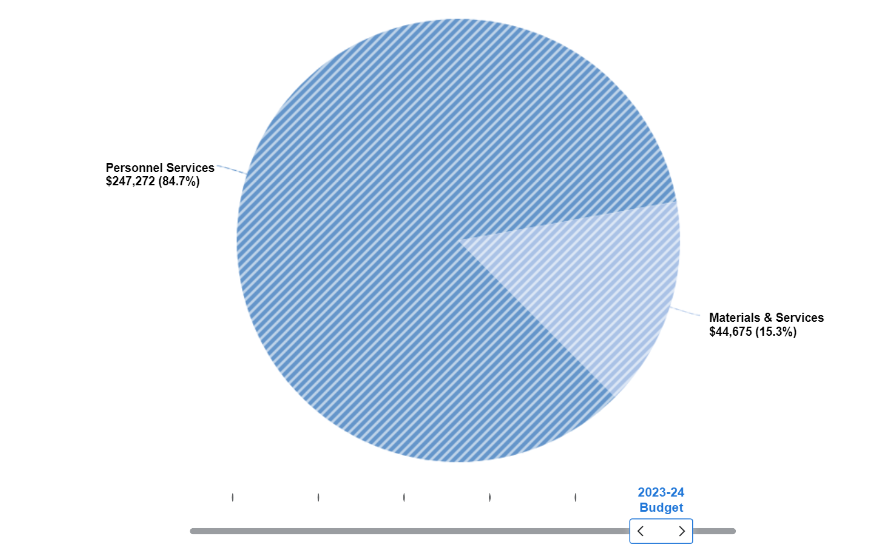 Personnel Services
$247,272 (84.7%)
Materials & Services
$44,675 (15.3%)
2023-24
Budget